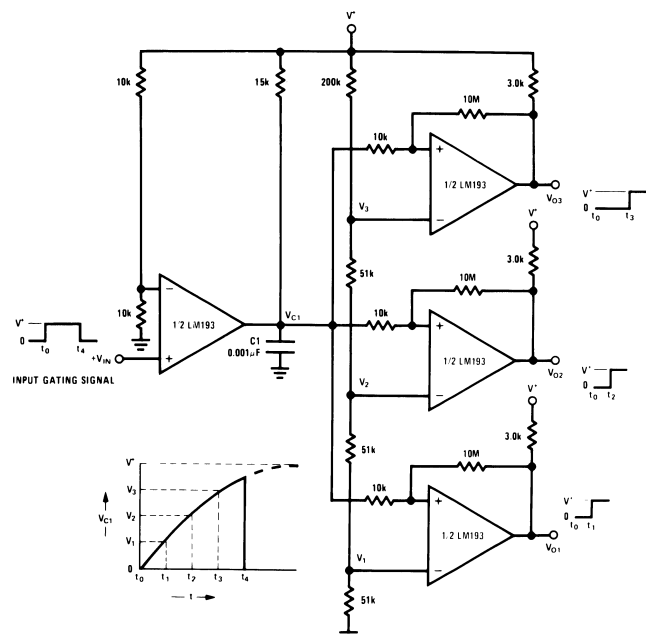 V+
10k
15k
200k
3.0k
10M
10k
+
1/2 LM193
V3
−
VO3
V+
0
t0
t3
V+
3.0k
51k
10M
10k
−
10k
1/2 LM193
+
VC1
10k
+
1/2 LM193
−
VO2
V+
0
t0
t2
V+
0
t0
t4
+VIN
INPUT GATING SIGNAL
C1
0.001μF
V2
V+
3.0k
51k
10M
10k
+
1/2 LM193
−
VO1
V+
0
t0
t1
V1
51k
V+
V3
V2
V1
0
VC1
t0
t1
t2
t3
t4
t